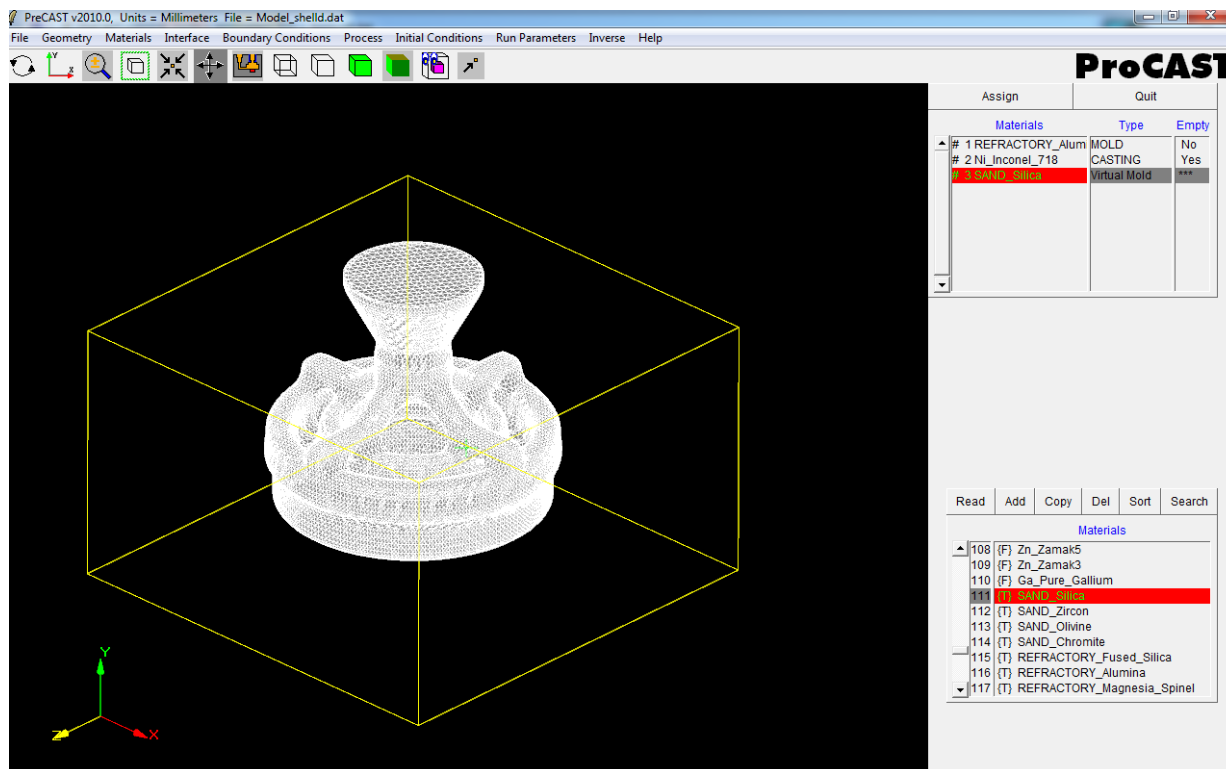 PreCAST v2010.0, Units = Millimeters File = Model_shelld.dat
File Geometry Materials Interface Boundary Conditions Process Initial Conditions Run Parameters Inverse Help
ProCAST
Assign Quit
Materials Type Empty
# 1 REFRACTORY_Alum MOLD No
# 2 Ni_Inconel_718 CASTING Yes
# 3 SAND_Silica Virtual Mold ***
Read Add Copy Del Sort Search
Materials
108 {F} Zn_Zamak5
109 {F} Zn_Zamak3
110 {F} Ga_Pure_Gallium
111 {T} SAND_Silica
112 {T} SAND_Zircon
113 {T} SAND_Olivine
114 {T} SAND_Chromite
115 {T} REFRACTORY_Fused_Silica
116 {T} REFRACTORY_Alumina
117 {T} REFRACTORY_Magnesia_Spinel
Y
Z X